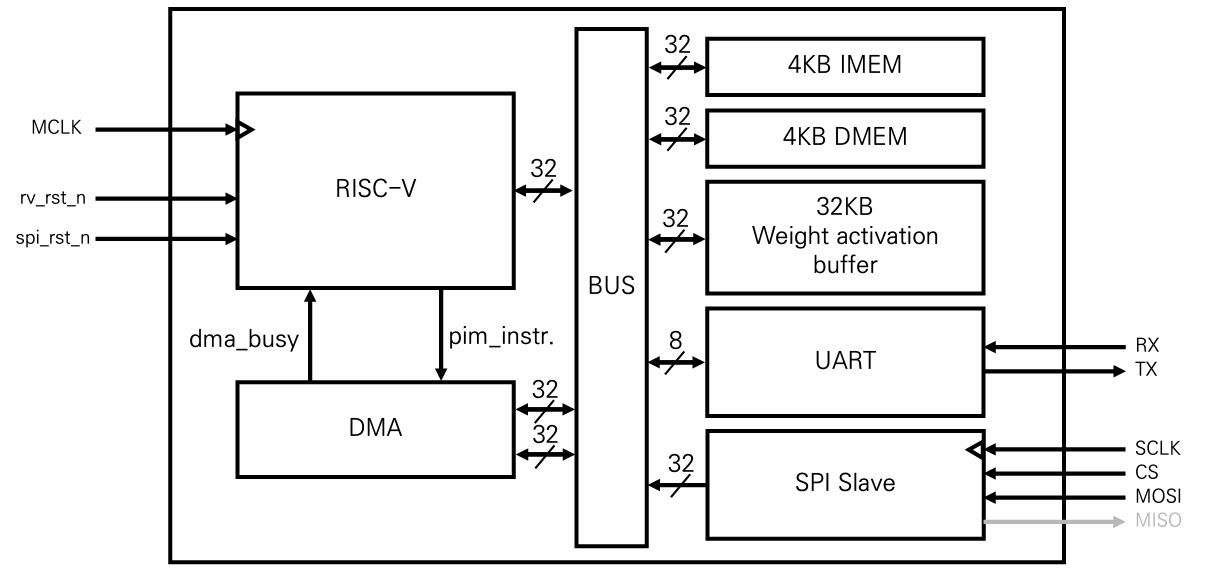 MCLK
rv_rst_n
spi_rst_n
RISC-V
dma_busy
pim_instr.
DMA
32
32
32
BUS
32
4KB IMEM
32
4KB DMEM
32
32KB
Weight activation
buffer
8
UART
RX
TX
32
SPI Slave
SCLK
CS
MOSI
MISO